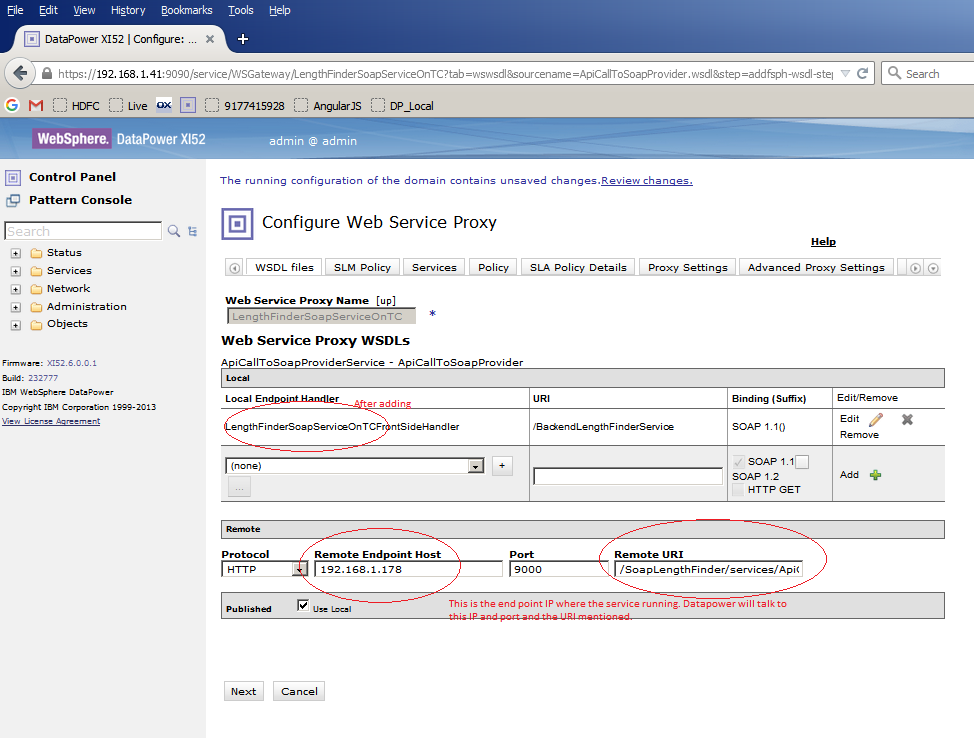 File Edit View History Bookmarks Tools Help
DataPower XI52 | Configure: ...
https://192.168.1.41:9090/service/WSGateway/LengthFinderSoapServiceOnTC?tab=wswsdl&sourcename=ApiCallToSoapProvider.wsdl&step=addfsph-wsdl-step
Search
HDFC Live 9177415928 AngularJS DP_Local
WebSphere. DataPower XI52 admin @ admin
Control Panel
Pattern Console
Search
Status
Services
Network
Administration
Objects
Firmware: XI52.6.0.0.1
Build: 232777
IBM WebSphere DataPower
Copyright IBM Corporation 1999-2013
View License Agreement
The running configuration of the domain contains unsaved changes.Review changes.
Configure Web Service Proxy
Help
WSDL files SLM Policy Services Policy SLA Policy Details Proxy Settings Advanced Proxy Settings
Web Service Proxy Name [up]
LengthFinderSoapServiceOnTC *
Web Service Proxy WSDLs
ApiCallToSoapProviderService - ApiCallToSoapProvider
Local
Local Endpoint Handler URI Binding (Suffix) Edit/Remove
After adding
LengthFinderSoapServiceOnTCFrontSideHandler /BackendLengthFinderService SOAP 1.1() Edit
Remove
(none) + SOAP 1.1
... SOAP 1.2 Add
HTTP GET
Remote
Protocol Remote Endpoint Host Port Remote URI
HTTP 192.168.1.178 9000 /SoapLengthFinder/services/Api
Published Use Local
This is the end point IP where the service running. Datapower will talk to
this IP and port and the URI mentioned.
Next Cancel